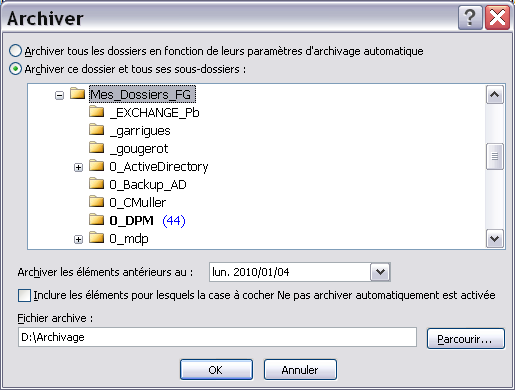 Archiver
Archiver tous les dossiers en fonction de leurs paramètres d'archivage automatique
Archiver ce dossier et tous ses sous-dossiers :
Mes_Dossiers_FG
_EXCHANGE_Pb
_garrigues
_gougerot
0_ActiveDirectory
0_Backup_AD
0_CMuller
0_DPM (44)
0_mdp
Archiver les éléments antérieurs au : lun. 2010/01/04
Inclure les éléments pour lesquels la case à cocher Ne pas archiver automatiquement est activée
Fichier archive :
D:\Archivage
Parcourir...
OK Annuler